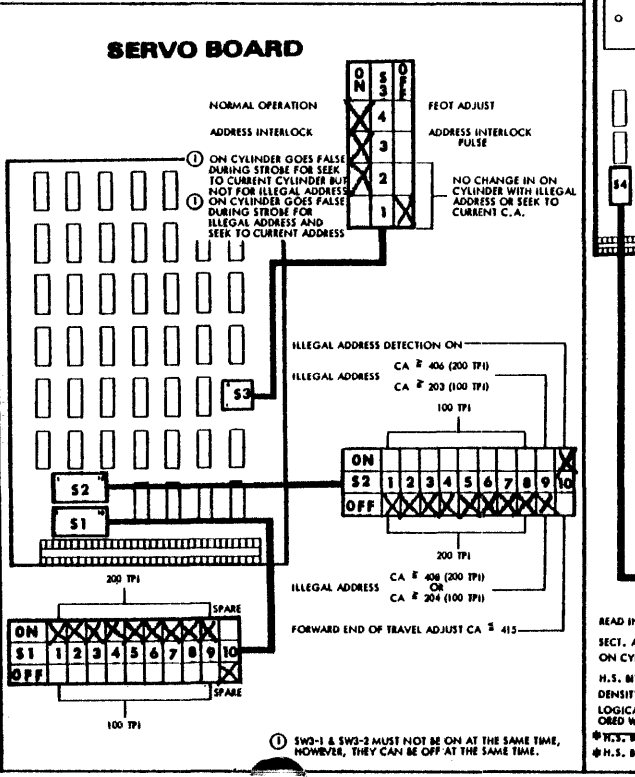 SERVO BOARD
ON S3 OFF
NORMAL OPERATION 4 FEOT ADJUST
ADDRESS INTERLOCK 3 ADDRESS INTERLOCK
PULSE
① ON CYLINDER GOES FALSE
DURING STROBE FOR SEEK
TO CURRENT CYLINDER BUT
NOT FOR ILLEGAL ADDRESS
2
① ON CYLINDER GOES FALSE
DURING STROBE FOR
ILLEGAL ADDRESS AND
SEEK TO CURRENT ADDRESS
1
NO CHANGE IN ON
CYLINDER WITH ILLEGAL
ADDRESS OR SEEK TO
CURRENT C.A.
S4
S3
ILLEGAL ADDRESS DETECTION ON
CA ≥ 406 (200 TPI)
ILLEGAL ADDRESS
CA ≥ 203 (100 TPI)
100 TPI
ON
S2 1 2 3 4 5 6 7 8 9 10
OFF
200 TPI
S2
S1
ILLEGAL ADDRESS CA ≥ 408 (200 TPI)
OR
CA ≥ 204 (100 TPI)
FORWARD END OF TRAVEL ADJUST CA ≥ 415
200 TPI
SPARE
ON
S1 1 2 3 4 5 6 7 8 9 10
OFF
SPARE
100 TPI
① SW3-1 & SW3-2 MUST NOT BE ON AT THE SAME TIME,
HOWEVER, THEY CAN BE OFF AT THE SAME TIME.
READ IN
SECT. A
ON CY
H.S. BI
DENSIT
LOGICA
ORED W
*H.S. B
*H.S. B